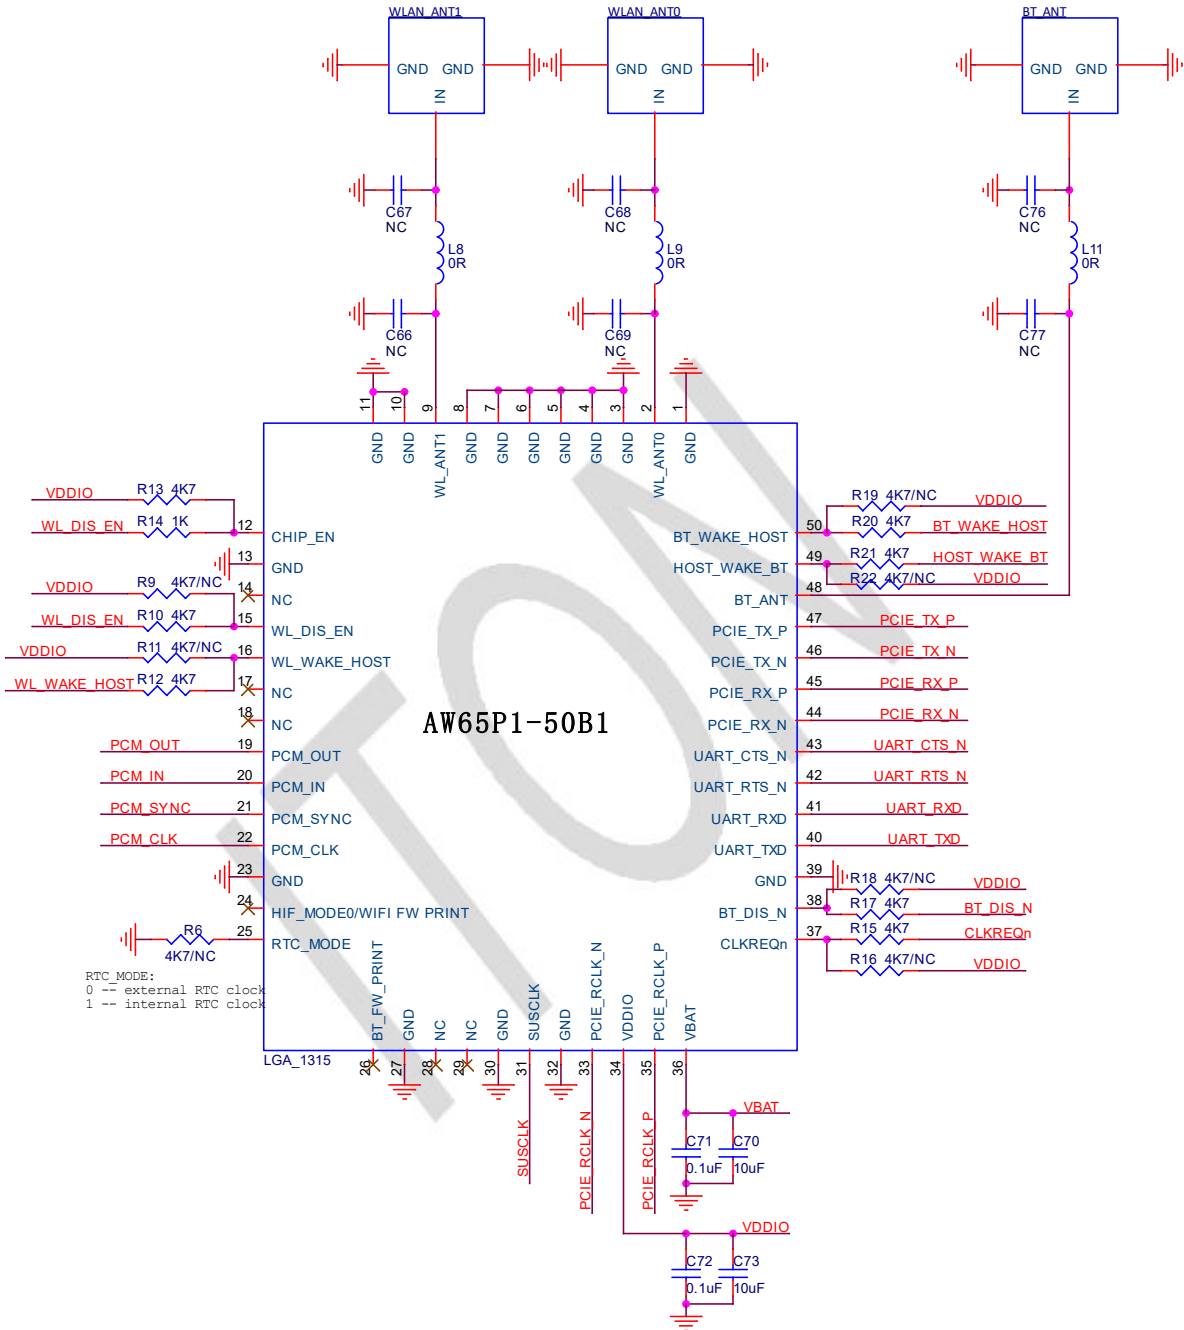 WLAN_ANT1
WLAN_ANT0
BT_ANT
GND GND
IN
GND GND
IN
GND GND
IN
C67
NC
C68
NC
C76
NC
L8
0R
L9
0R
L11
0R
C66
NC
C69
NC
C77
NC
11
10
9
8
7
6
5
4
3
2
1
GND
GND
WL_ANT1
GND
GND
GND
GND
GND
GND
WL_ANT0
GND
VDDIO
R13 4K7
WL_DIS_EN
R14 1K
12
CHIP_EN
13
GND
VDDIO
R9 4K7/NC
14
NC
WL_DIS_EN
R10 4K7
15
WL_DIS_EN
VDDIO
R11 4K7/NC
16
WL_WAKE_HOST
WL_WAKE_HOST
R12 4K7
17
NC
18
NC
PCM_OUT
19
PCM_OUT
PCM_IN
20
PCM_IN
PCM_SYNC
21
PCM_SYNC
PCM_CLK
22
PCM_CLK
23
GND
24
HIF_MODE0/WIFI FW PRINT
R6
4K7/NC
25
RTC_MODE
RTC_MODE:
0 -- external RTC clock
1 -- internal RTC clock
AW65P1-50B1
ITON
R19 4K7/NC
VDDIO
BT_WAKE_HOST
50
R20 4K7
BT_WAKE_HOST
HOST_WAKE_BT
49
R21 4K7
HOST_WAKE_BT
R22 4K7/NC
VDDIO
BT_ANT
48
PCIE_TX_P
47
PCIE_TX_P
PCIE_TX_N
46
PCIE_TX_N
PCIE_RX_P
45
PCIE_RX_P
PCIE_RX_N
44
PCIE_RX_N
UART_CTS_N
43
UART_CTS_N
UART_RTS_N
42
UART_RTS_N
UART_RXD
41
UART_RXD
UART_TXD
40
UART_TXD
GND
39
R18 4K7/NC
VDDIO
BT_DIS_N
38
R17 4K7
BT_DIS_N
CLKREQn
37
R15 4K7
CLKREQn
R16 4K7/NC
VDDIO
BT_FW_PRINT
GND
NC
NC
GND
SUSCLK
GND
PCIE_RCLK_N
VDDIO
PCIE_RCLK_P
VBAT
LGA_1315
26
27
28
29
30
31
32
33
34
35
36
SUSCLK
PCIE_RCLK_N
PCIE_RCLK_P
VBAT
C71
0.1uF
C70
10uF
VDDIO
C72
0.1uF
C73
10uF